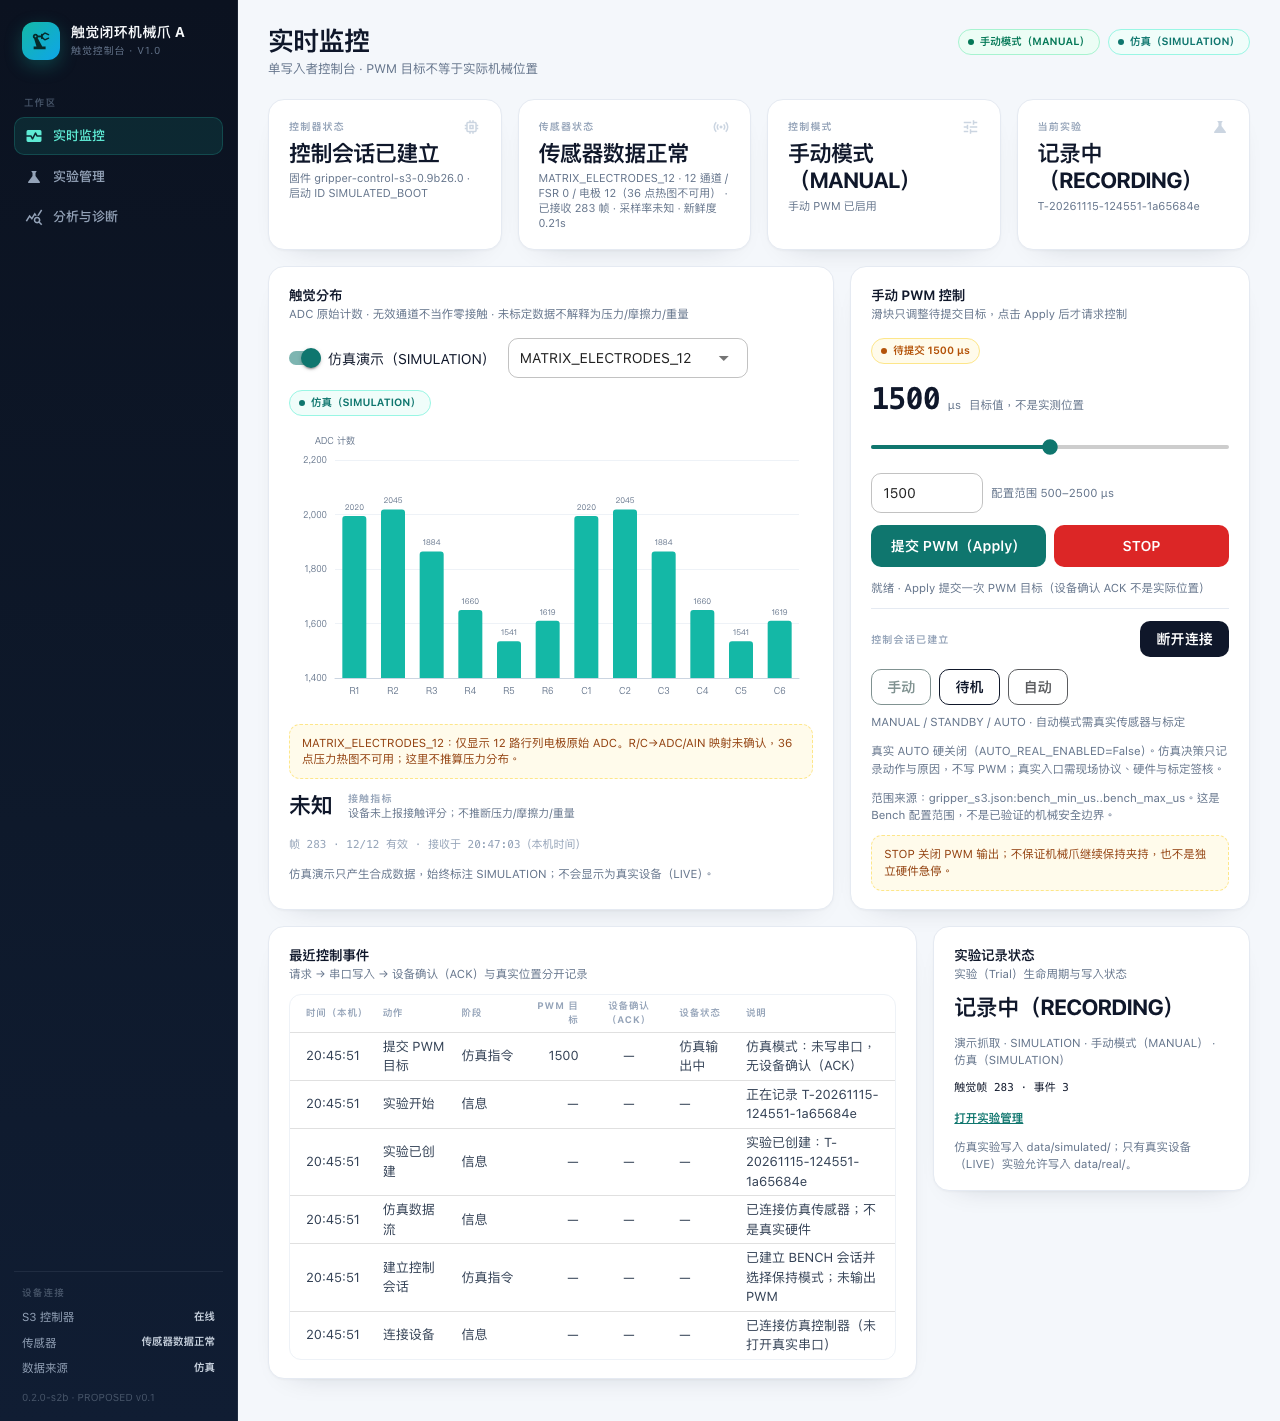 触觉闭环机械爪 A
触觉控制台 · V1.0
工作区
实时监控
实验管理
分析与诊断
设备连接
S3 控制器 在线
传感器 传感器数据正常
数据来源 仿真
0.2.0-s2b · PROPOSED v0.1
实时监控
单写入者控制台 · PWM 目标不等于实际机械位置
手动模式（MANUAL）
仿真（SIMULATION）
控制器状态
控制会话已建立
固件 gripper-control-s3-0.9b26.0 ·
启动 ID SIMULATED_BOOT
传感器状态
传感器数据正常
MATRIX_ELECTRODES_12 · 12 通道 /
FSR 0 / 电极 12（36 点热图不可用） ·
已接收 283 帧 · 采样率未知 · 新鲜度
0.21s
控制模式
手动模式
（MANUAL）
手动 PWM 已启用
当前实验
记录中
（RECORDING）
T-20261115-124551-1a65684e
触觉分布
ADC 原始计数 · 无效通道不当作零接触 · 未标定数据不解释为压力/摩擦力/重量
仿真演示（SIMULATION）
MATRIX_ELECTRODES_12
仿真（SIMULATION）
ADC 计数
2,200
2,000
1,800
1,600
1,400
2020 2045 1884 1660 1541 1619 2020 2045 1884 1660 1541 1619
R1 R2 R3 R4 R5 R6 C1 C2 C3 C4 C5 C6
MATRIX_ELECTRODES_12：仅显示 12 路行列电极原始 ADC。R/C→ADC/AIN 映射未确认，36
点压力热图不可用；这里不推算压力分布。
未知
接触指标
设备未上报接触评分；不推断压力/摩擦力/重量
帧 283 · 12/12 有效 · 接收于 20:47:03（本机时间）
仿真演示只产生合成数据，始终标注 SIMULATION；不会显示为真实设备（LIVE）。
手动 PWM 控制
滑块只调整待提交目标，点击 Apply 后才请求控制
待提交 1500 µs
1500 µs 目标值，不是实测位置
1500 配置范围 500–2500 µs
提交 PWM（Apply）
STOP
就绪 · Apply 提交一次 PWM 目标（设备确认 ACK 不是实际位置）
控制会话已建立
断开连接
手动
待机
自动
MANUAL / STANDBY / AUTO · 自动模式需真实传感器与标定
真实 AUTO 硬关闭（AUTO_REAL_ENABLED=False）。仿真决策只记
录动作与原因，不写 PWM；真实入口需现场协议、硬件与标定签核。
范围来源：gripper_s3.json:bench_min_us..bench_max_us。这是
Bench 配置范围，不是已验证的机械安全边界。
STOP 关闭 PWM 输出；不保证机械爪继续保持夹持，也不是独
立硬件急停。
最近控制事件
请求 → 串口写入 → 设备确认（ACK）与真实位置分开记录
时间（本机） 动作 阶段 PWM 目标 设备确认（ACK） 设备状态 说明
20:45:51 提交 PWM 目标 仿真指令 1500 — 仿真输出中 仿真模式：未写串口，无设备确认（ACK）
20:45:51 实验开始 信息 — — — 正在记录 T-20261115-124551-1a65684e
20:45:51 实验已创建 信息 — — — 实验已创建：T-20261115-124551-1a65684e
20:45:51 仿真数据流 信息 — — — 已连接仿真传感器；不是真实硬件
20:45:51 建立控制会话 仿真指令 — — — 已建立 BENCH 会话并选择保持模式；未输出 PWM
20:45:51 连接设备 信息 — — — 已连接仿真控制器（未打开真实串口）
实验记录状态
实验（Trial）生命周期与写入状态
记录中（RECORDING）
演示抓取 · SIMULATION · 手动模式（MANUAL） ·
仿真（SIMULATION）
触觉帧 283 · 事件 3
打开实验管理
仿真实验写入 data/simulated/；只有真实设备
（LIVE）实验允许写入 data/real/。